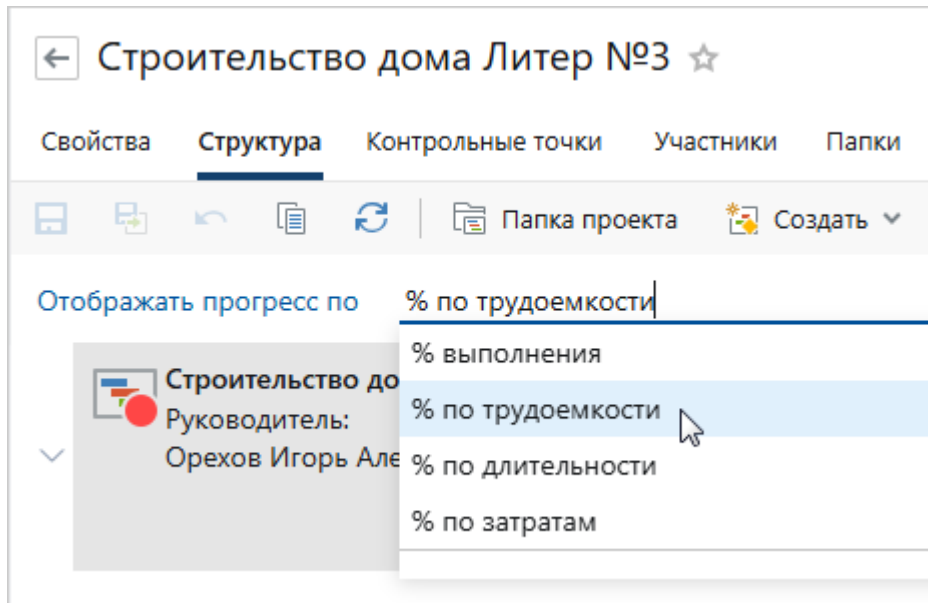 Строительство дома Литер №3
Свойства Структура Контрольные точки Участники Папки
Папка проекта Создать
Отображать прогресс по % по трудоемкости
% выполнения
Строительство до
% по трудоемкости
Руководитель:
Орехов Игорь Але
% по длительности
% по затратам